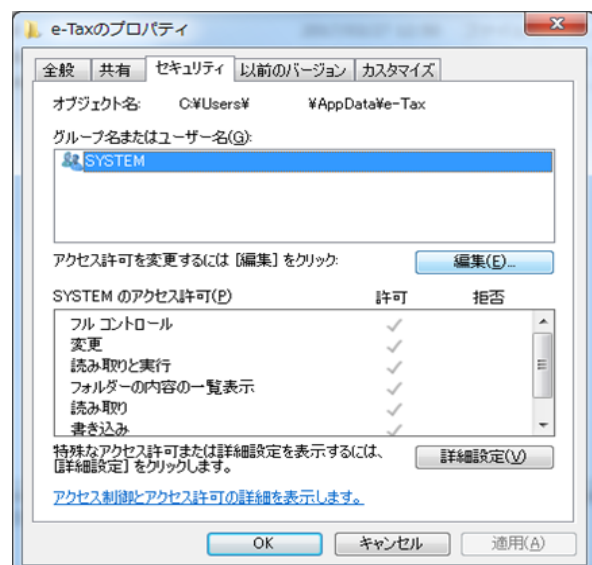 e-Taxのプロパティ
全般 共有 セキュリティ 以前のバージョン カスタマイズ
オブジェクト名: C:¥Users¥ ¥AppData¥e-Tax
グループ名またはユーザー名(G):
SYSTEM
アクセス許可を変更するには [編集] をクリック: 編集(E)...
SYSTEM のアクセス許可(P) 許可 拒否
フル コントロール
変更
読み取りと実行
フォルダーの内容の一覧表示
読み取り
書き込み
特殊なアクセス許可または詳細設定を表示するには、
[詳細設定] をクリックします。 詳細設定(V)
アクセス制御とアクセス許可の詳細を表示します。
OK キャンセル 適用(A)